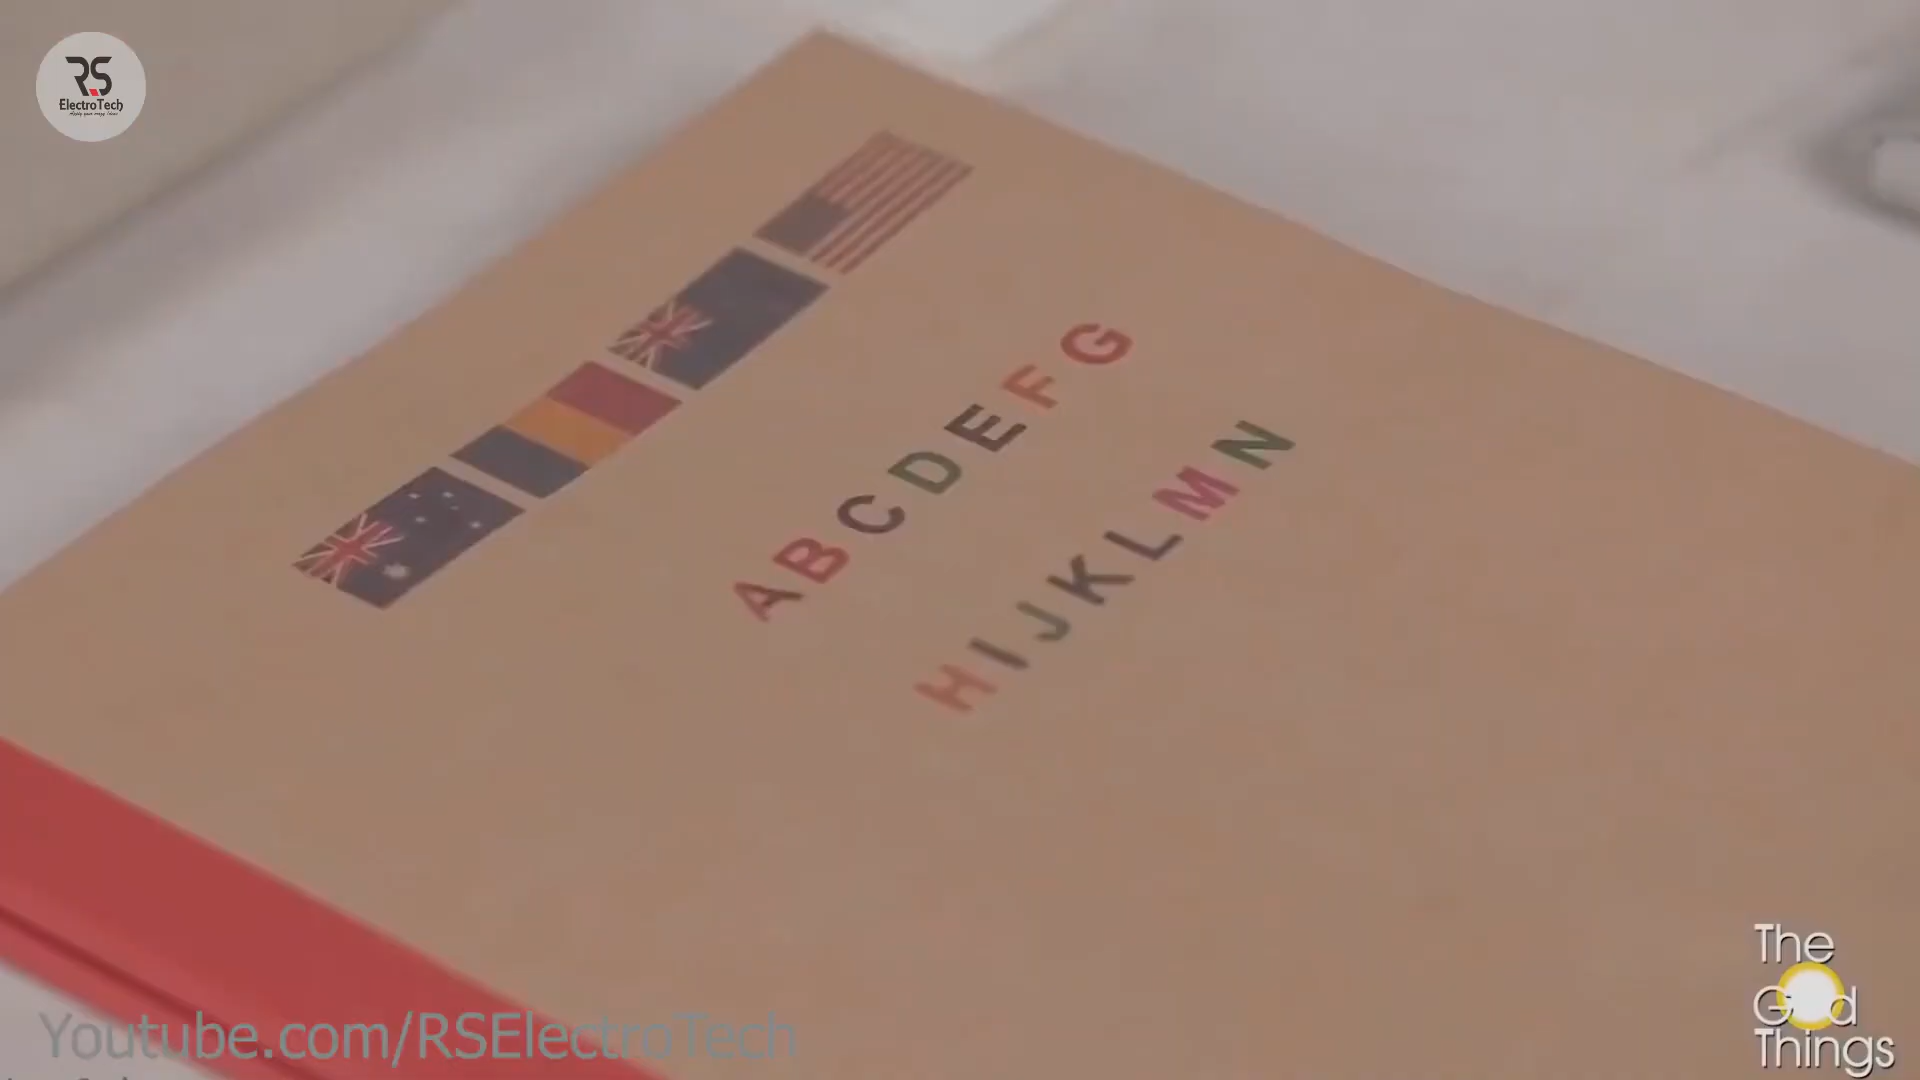 RS
ElectroTech
ABCDEFG
HIJKLMN
Youtube.com/RSElectroTech
The
Good
Things